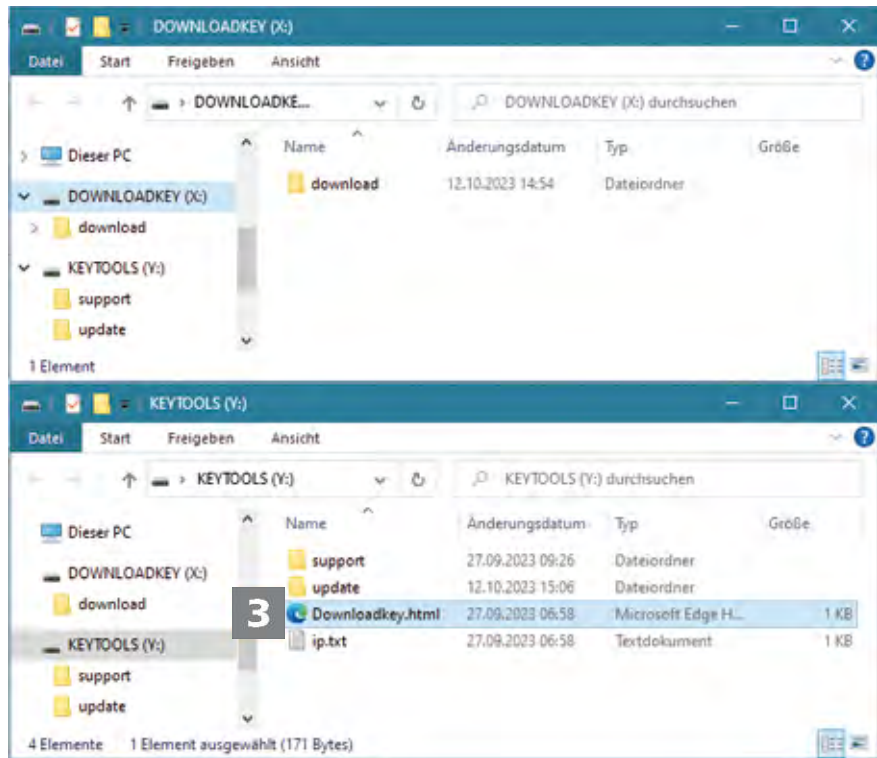 DOWNLOADKEY (X:)
Datei Start Freigeben Ansicht
DOWNLOADKE... DOWNLOADKEY (X:) durchsuchen
Name Änderungsdatum Typ Größe
Dieser PC
download 12.10.2023 14:54 Dateiordner
DOWNLOADKEY (X:)
download
KEYTOOLS (Y:)
support
update
1 Element
KEYTOOLS (Y:)
Datei Start Freigeben Ansicht
KEYTOOLS (Y:) KEYTOOLS (Y:) durchsuchen
Name Änderungsdatum Typ Größe
Dieser PC
support 27.09.2023 09:26 Dateiordner
DOWNLOADKEY (X:)
update 12.10.2023 15:06 Dateiordner
download
3 Downloadkey.html 27.09.2023 06:58 Microsoft Edge H... 1 KB
KEYTOOLS (Y:)
ip.txt 27.09.2023 06:58 Textdokument 1 KB
support
update
4 Elemente 1 Element ausgewählt (171 Bytes)